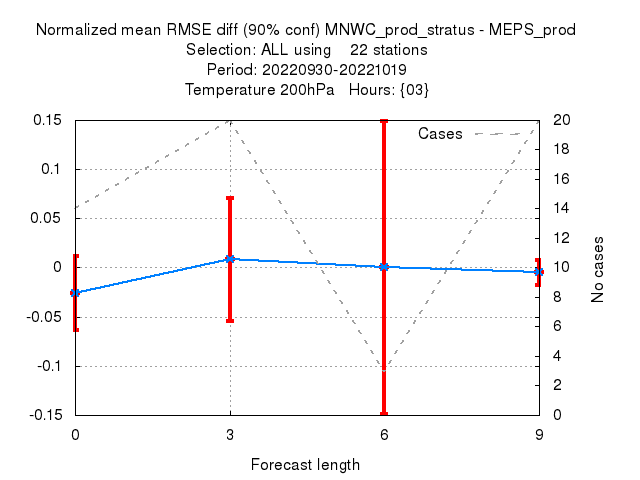 Normalized mean RMSE diff (90% conf) MNWC_prod_stratus - MEPS_prod
Selection: ALL using 22 stations
Period: 20220930-20221019
Temperature 200hPa Hours: {03}
0.15
0.1
0.05
0
-0.05
-0.1
-0.15
Cases
20
18
16
14
12
10
8
6
4
2
0
No cases
0 3 6 9
Forecast length